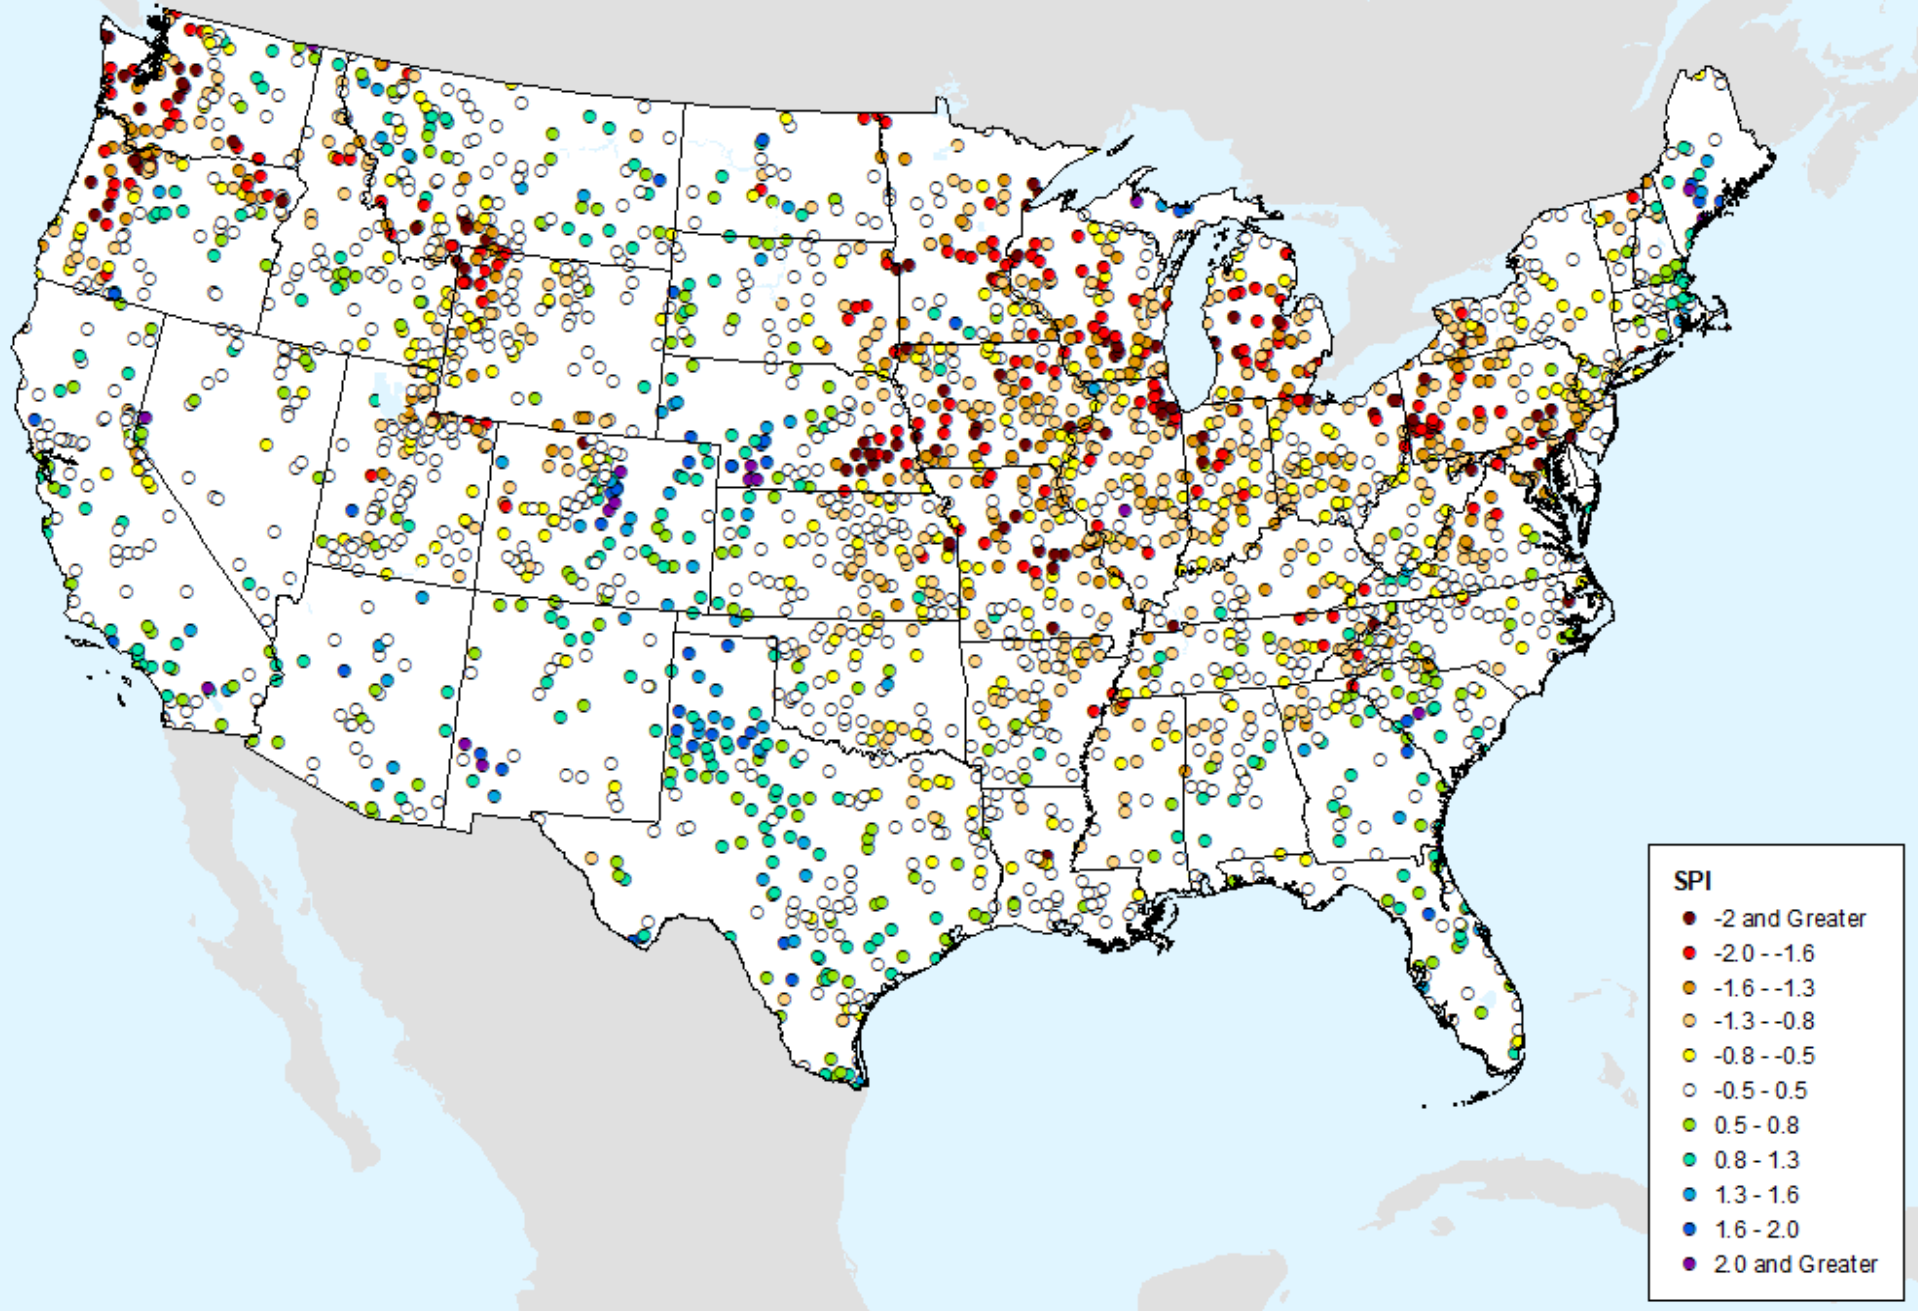 SPI
-2 and Greater
-2.0 - -1.6
-1.6 - -1.3
-1.3 - -0.8
-0.8 - -0.5
-0.5 - 0.5
0.5 - 0.8
0.8 - 1.3
1.3 - 1.6
1.6 - 2.0
2.0 and Greater